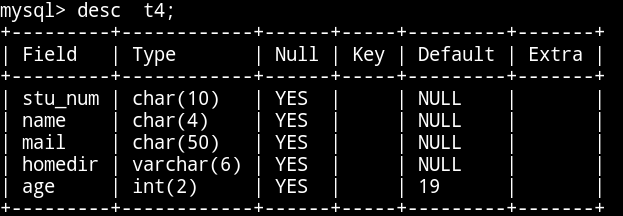 mysql> desc  t4;
+---------+------------+------+-----+---------+-------+
| Field   | Type       | Null | Key | Default | Extra |
+---------+------------+------+-----+---------+-------+
| stu_num | char(10)   | YES  |     | NULL    |       |
| name    | char(4)    | YES  |     | NULL    |       |
| mail    | char(50)   | YES  |     | NULL    |       |
| homedir | varchar(6) | YES  |     | NULL    |       |
| age     | int(2)     | YES  |     | 19      |       |
+---------+------------+------+-----+---------+-------+